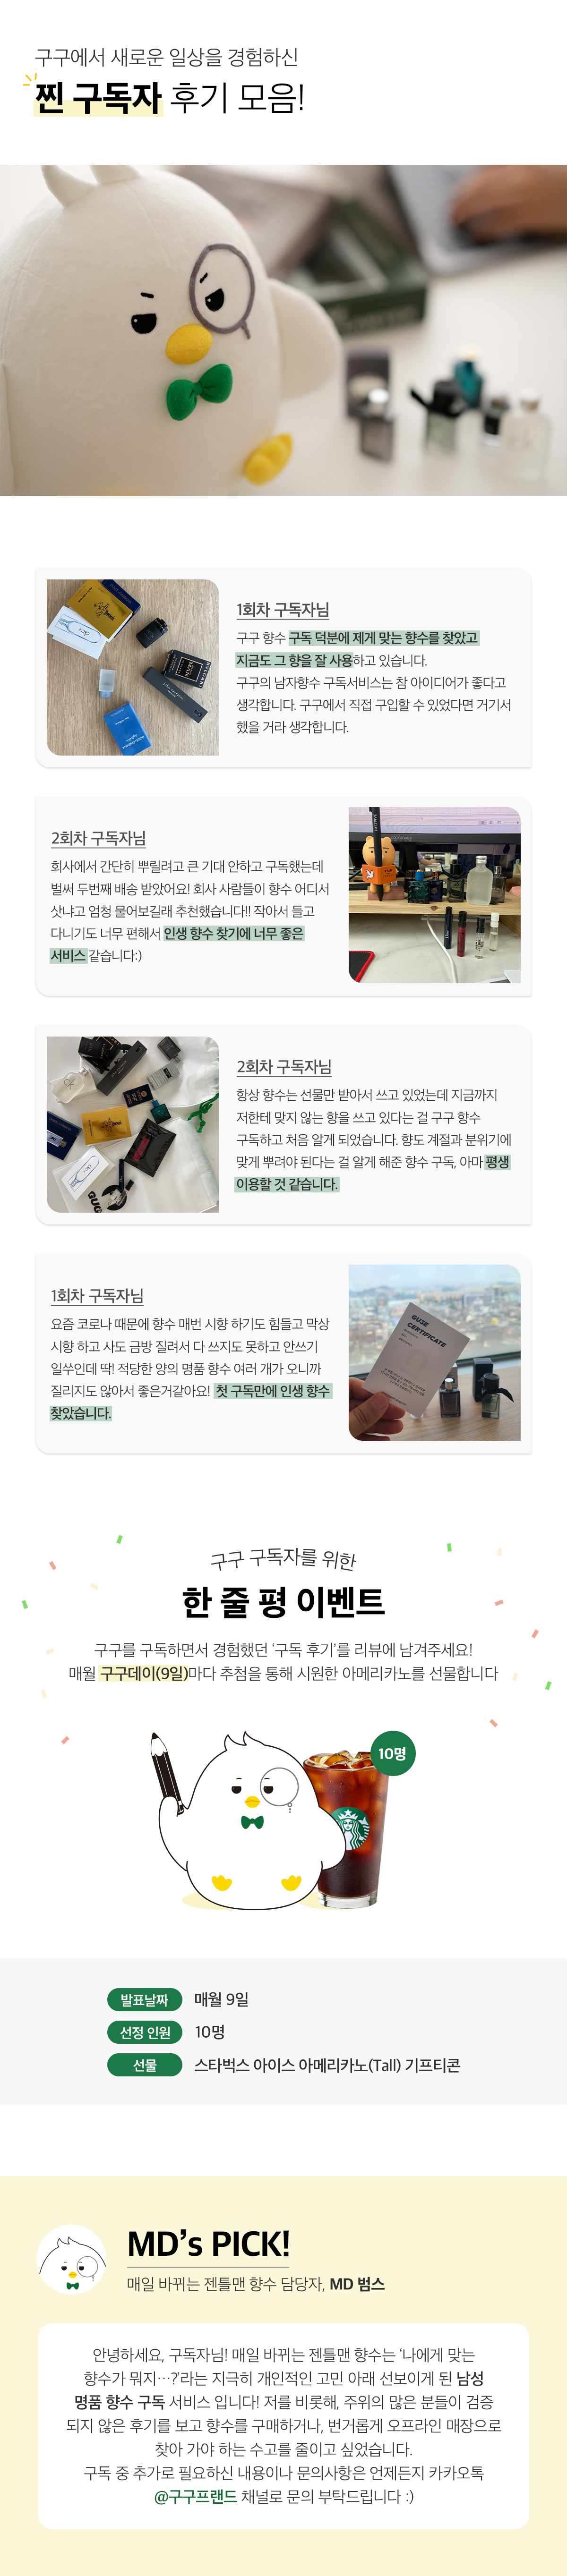 구구에서 새로운 일상을 경험하신
찐 구독자 후기 모음!
1회차 구독자님
구구 향수 구독 덕분에 제게 맞는 향수를 찾았고
지금도 그 향을 잘 사용하고 있습니다.
구구의 남자향수 구독서비스는 참 아이디어가 좋다고
생각합니다. 구구에서 직접 구입할 수 있었다면 거기서
했을 거라 생각합니다.
2회차 구독자님
회사에서 간단히 뿌릴려고 큰 기대 안하고 구독했는데
벌써 두번째 배송 받았어요! 회사 사람들이 향수 어디서
샀냐고 엄청 물어보길래 추천했습니다!! 작아서 들고
다니기도 너무 편해서 인생 향수 찾기에 너무 좋은
서비스 같습니다:)
2회차 구독자님
항상 향수는 선물만 받아서 쓰고 있었는데 지금까지
저한테 맞지 않는 향을 쓰고 있다는 걸 구구 향수
구독하고 처음 알게 되었습니다. 향도 계절과 분위기에
맞게 뿌려야 된다는 걸 알게 해준 향수 구독, 아마 평생
이용할 것 같습니다.
1회차 구독자님
요즘 코로나 때문에 향수 매번 시향 하기도 힘들고 막상
시향 하고 사도 금방 질려서 다 쓰지도 못하고 안쓰기
일쑤인데 딱! 적당한 양의 명품 향수 여러 개가 오니까
질리지도 않아서 좋은거같아요! 첫 구독만에 인생 향수
찾았습니다.
GUSE
CERTIFICATE
구구 구독자를 위한
한 줄 평 이벤트
구구를 구독하면서 경험했던 ‘구독 후기’를 리뷰에 남겨주세요!
매월 구구데이(9일)마다 추첨을 통해 시원한 아메리카노를 선물합니다
10명
발표날짜 매월 9일
선정 인원 10명
선물 스타벅스 아이스 아메리카노(Tall) 기프티콘
MD’s PICK!
매일 바뀌는 젠틀맨 향수 담당자, MD 범스
안녕하세요, 구독자님! 매일 바뀌는 젠틀맨 향수는 ‘나에게 맞는
향수가 뭐지…?’라는 지극히 개인적인 고민 아래 선보이게 된 남성
명품 향수 구독 서비스 입니다! 저를 비롯해, 주위의 많은 분들이 검증
되지 않은 후기를 보고 향수를 구매하거나, 번거롭게 오프라인 매장으로
찾아 가야 하는 수고를 줄이고 싶었습니다.
구독 중 추가로 필요하신 내용이나 문의사항은 언제든지 카카오톡
@구구프랜드 채널로 문의 부탁드립니다 :)